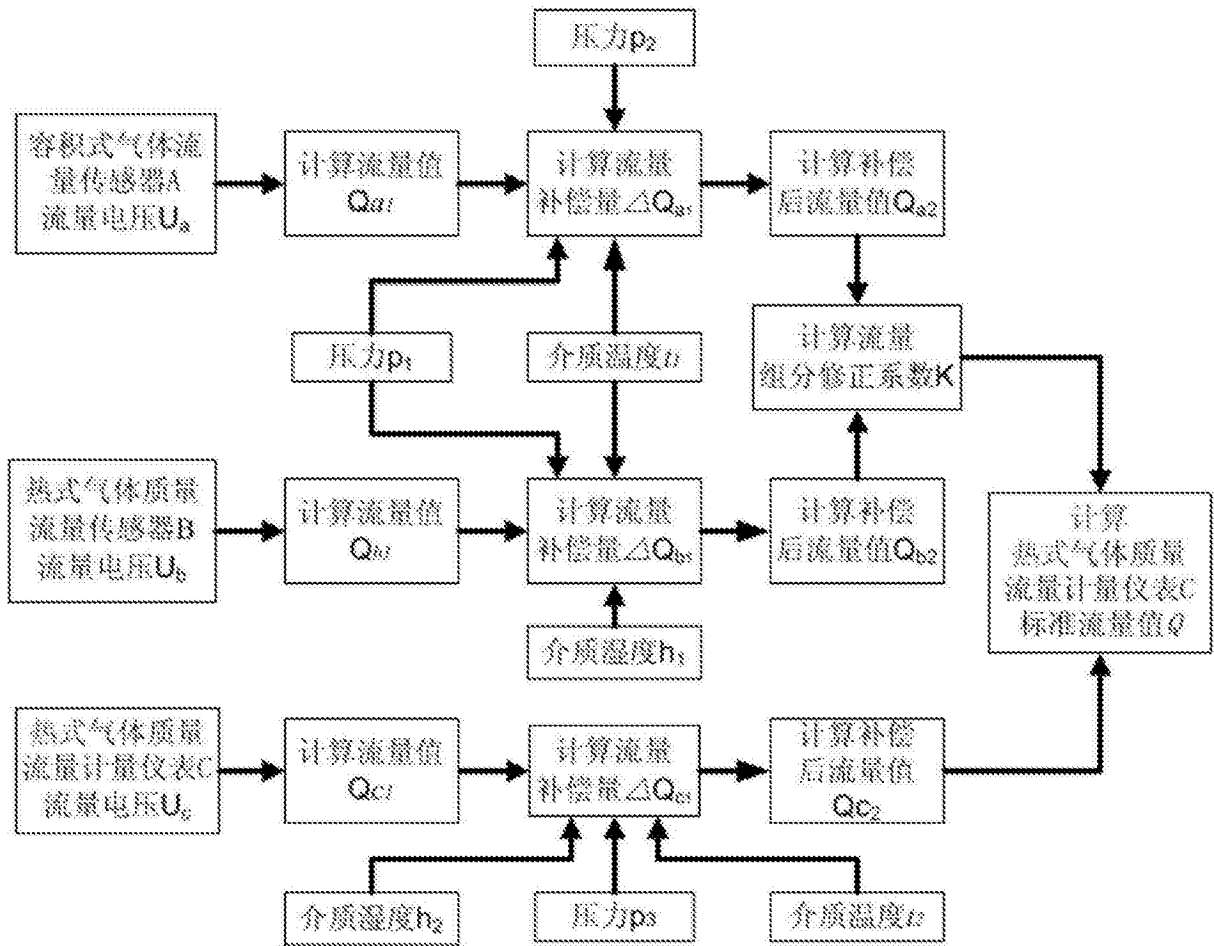 压力p₂
容积式气体流
量传感器A
流量电压Uₐ
计算流量值
Qa₁
计算流量
补偿量△Qa₁
计算补偿
后流量值Qa₂
压力p₁
介质温度t₁
计算流量
组分修正系数K
热式气体质量
流量传感器B
流量电压U_b
计算流量值
Qb₁
计算流量
补偿量△Qb₁
计算补偿
后流量值Qb₂
计算
热式气体质量
流量计量仪表C
标准流量值Q
介质湿度h₁
热式气体质量
流量计量仪表C
流量电压U_c
计算流量值
Qc₁
计算流量
补偿量△Qc₁
计算补偿
后流量值
Qc₂
介质湿度h₂
压力p₃
介质温度t₂